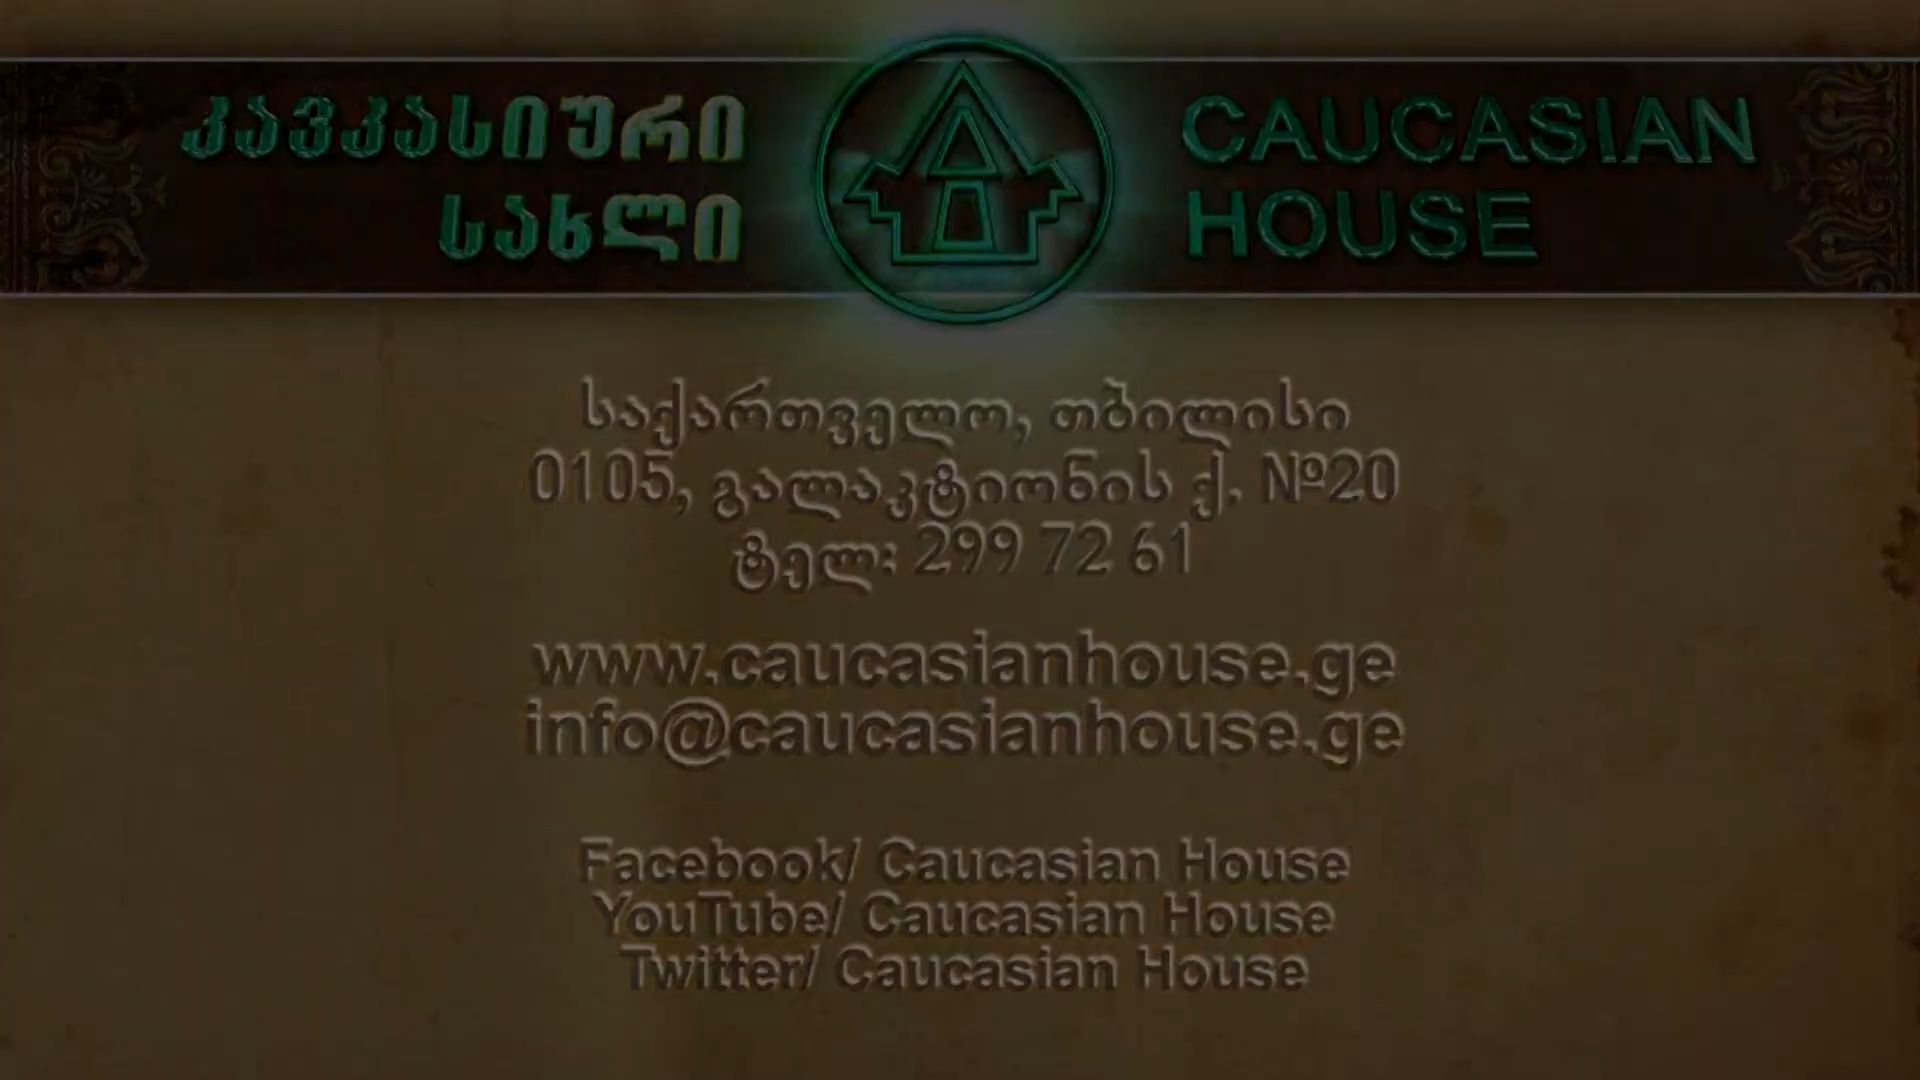 კავკასიური
სახლი
CAUCASIAN
HOUSE
საქართველო, თბილისი
0105, გალაკტიონის ქ. №20
ტელ: 299 72 61
www.caucasianhouse.ge
info@caucasianhouse.ge
Facebook/ Caucasian House
YouTube/ Caucasian House
Twitter/ Caucasian House